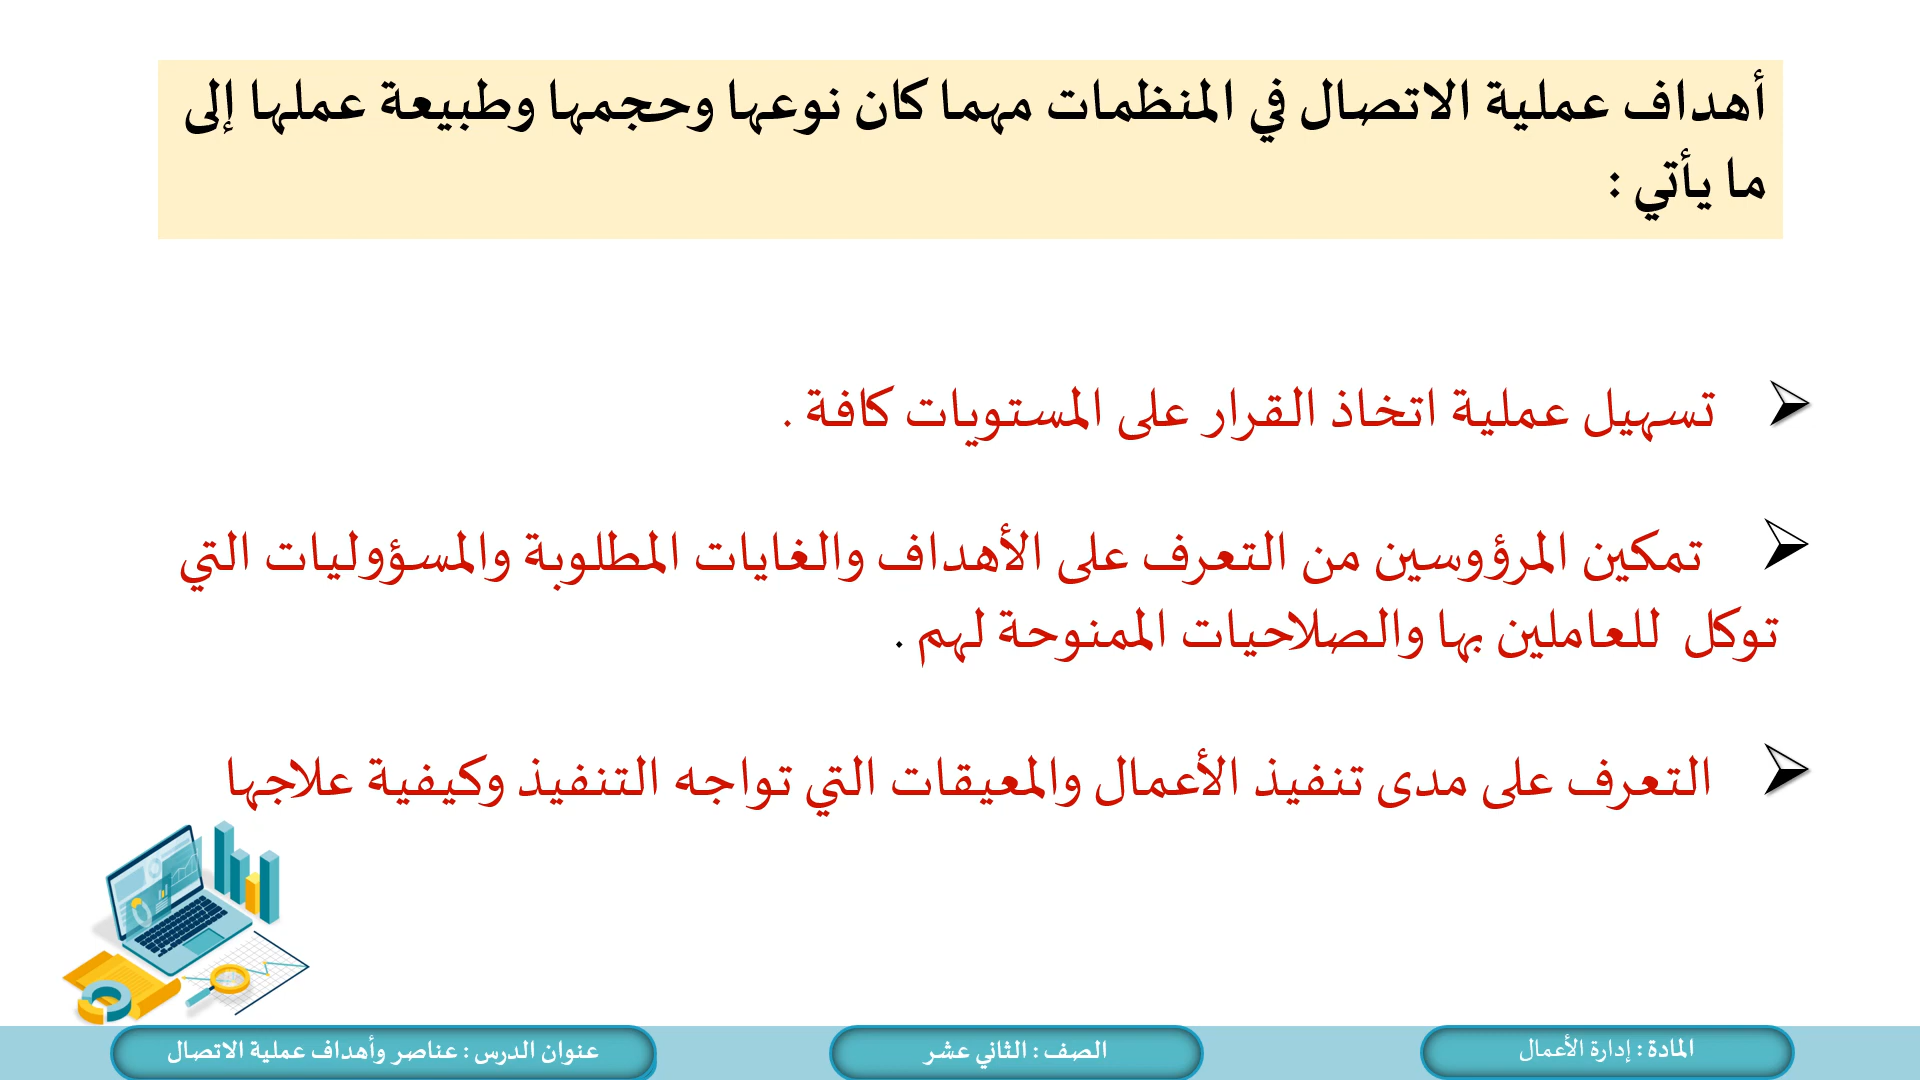 أهداف عملية الاتصال في المنظمات مهما كان نوعها وحجمها وطبيعة عملها إلى
ما يأتي :
تسهيل عملية اتخاذ القرار على المستويات كافة .
تمكين المرؤوسين من التعرف على الأهداف والغايات المطلوبة والمسؤوليات التي
توكل للعاملين بها والصلاحيات الممنوحة لهم .
التعرف على مدى تنفيذ الأعمال والمعيقات التي تواجه التنفيذ وكيفية علاجها
المادة : إدارة الأعمال
الصف : الثاني عشر
عنوان الدرس : عناصر وأهداف عملية الاتصال